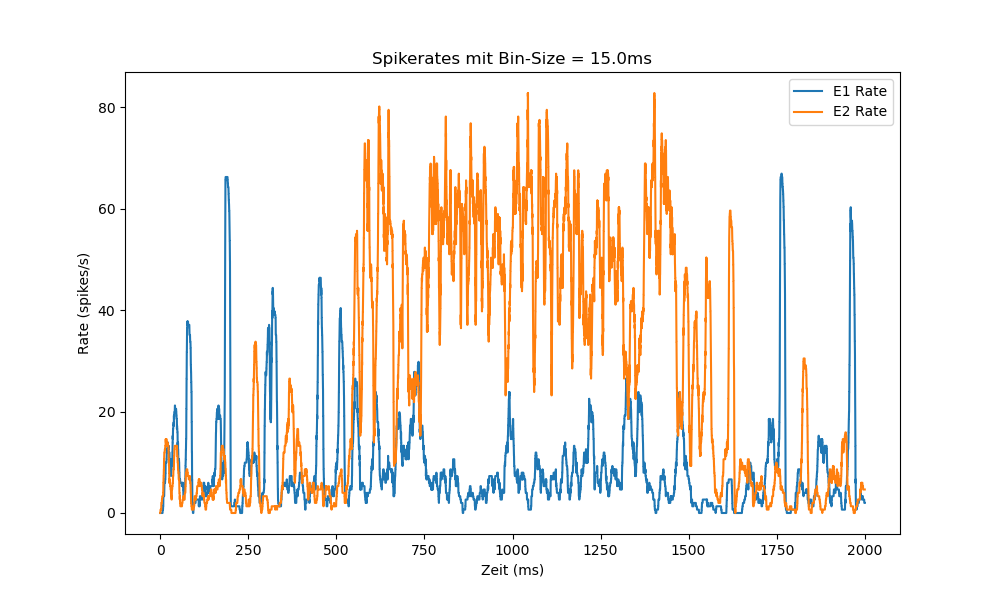 Spikerates mit Bin-Size = 15.0ms
E1 Rate
E2 Rate
Rate (spikes/s)
80
60
40
20
0
0 250 500 750 1000 1250 1500 1750 2000
Zeit (ms)